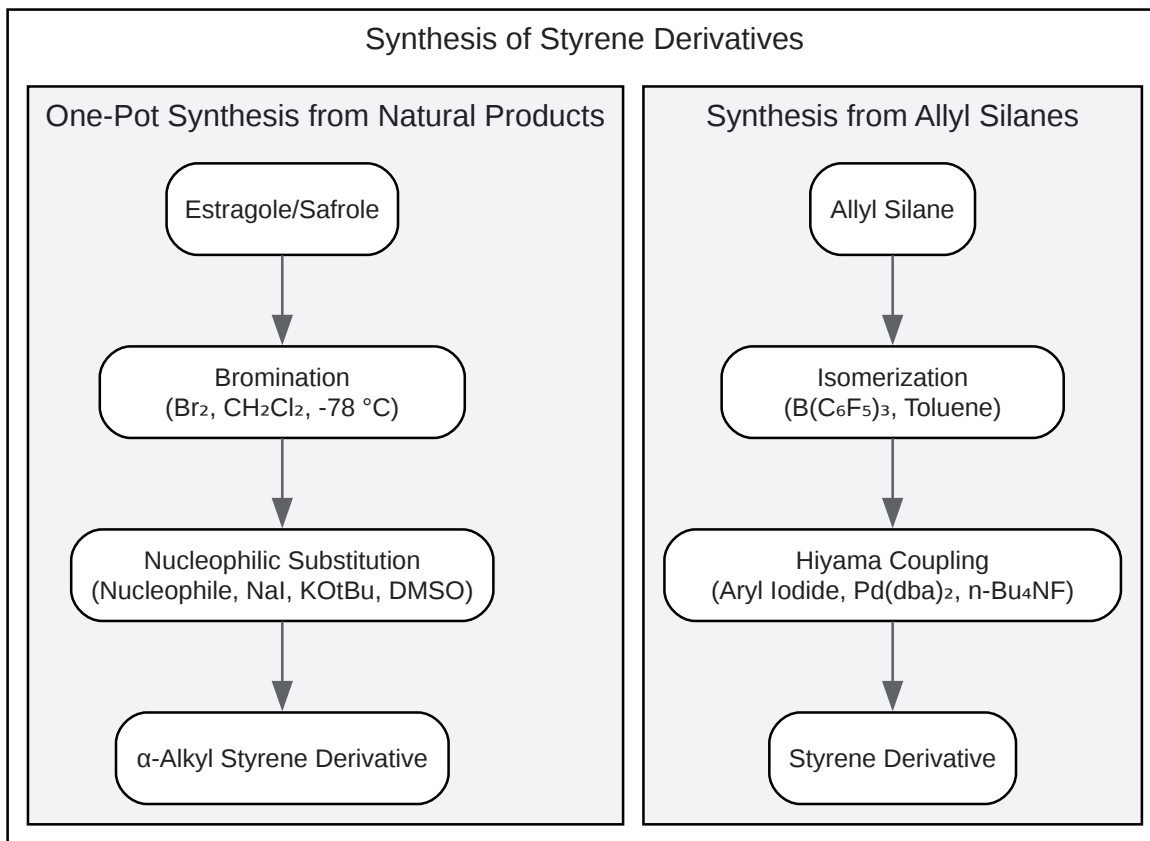 Synthesis of Styrene Derivatives
One-Pot Synthesis from Natural Products
Estragole/Safrole
Bromination
(Br₂, CH₂Cl₂, -78 °C)
Nucleophilic Substitution
(Nucleophile, NaI, KOtBu, DMSO)
α-Alkyl Styrene Derivative
Synthesis from Allyl Silanes
Allyl Silane
Isomerization
(B(C₆F₅)₃, Toluene)
Hiyama Coupling
(Aryl Iodide, Pd(dba)₂, n-Bu₄NF)
Styrene Derivative